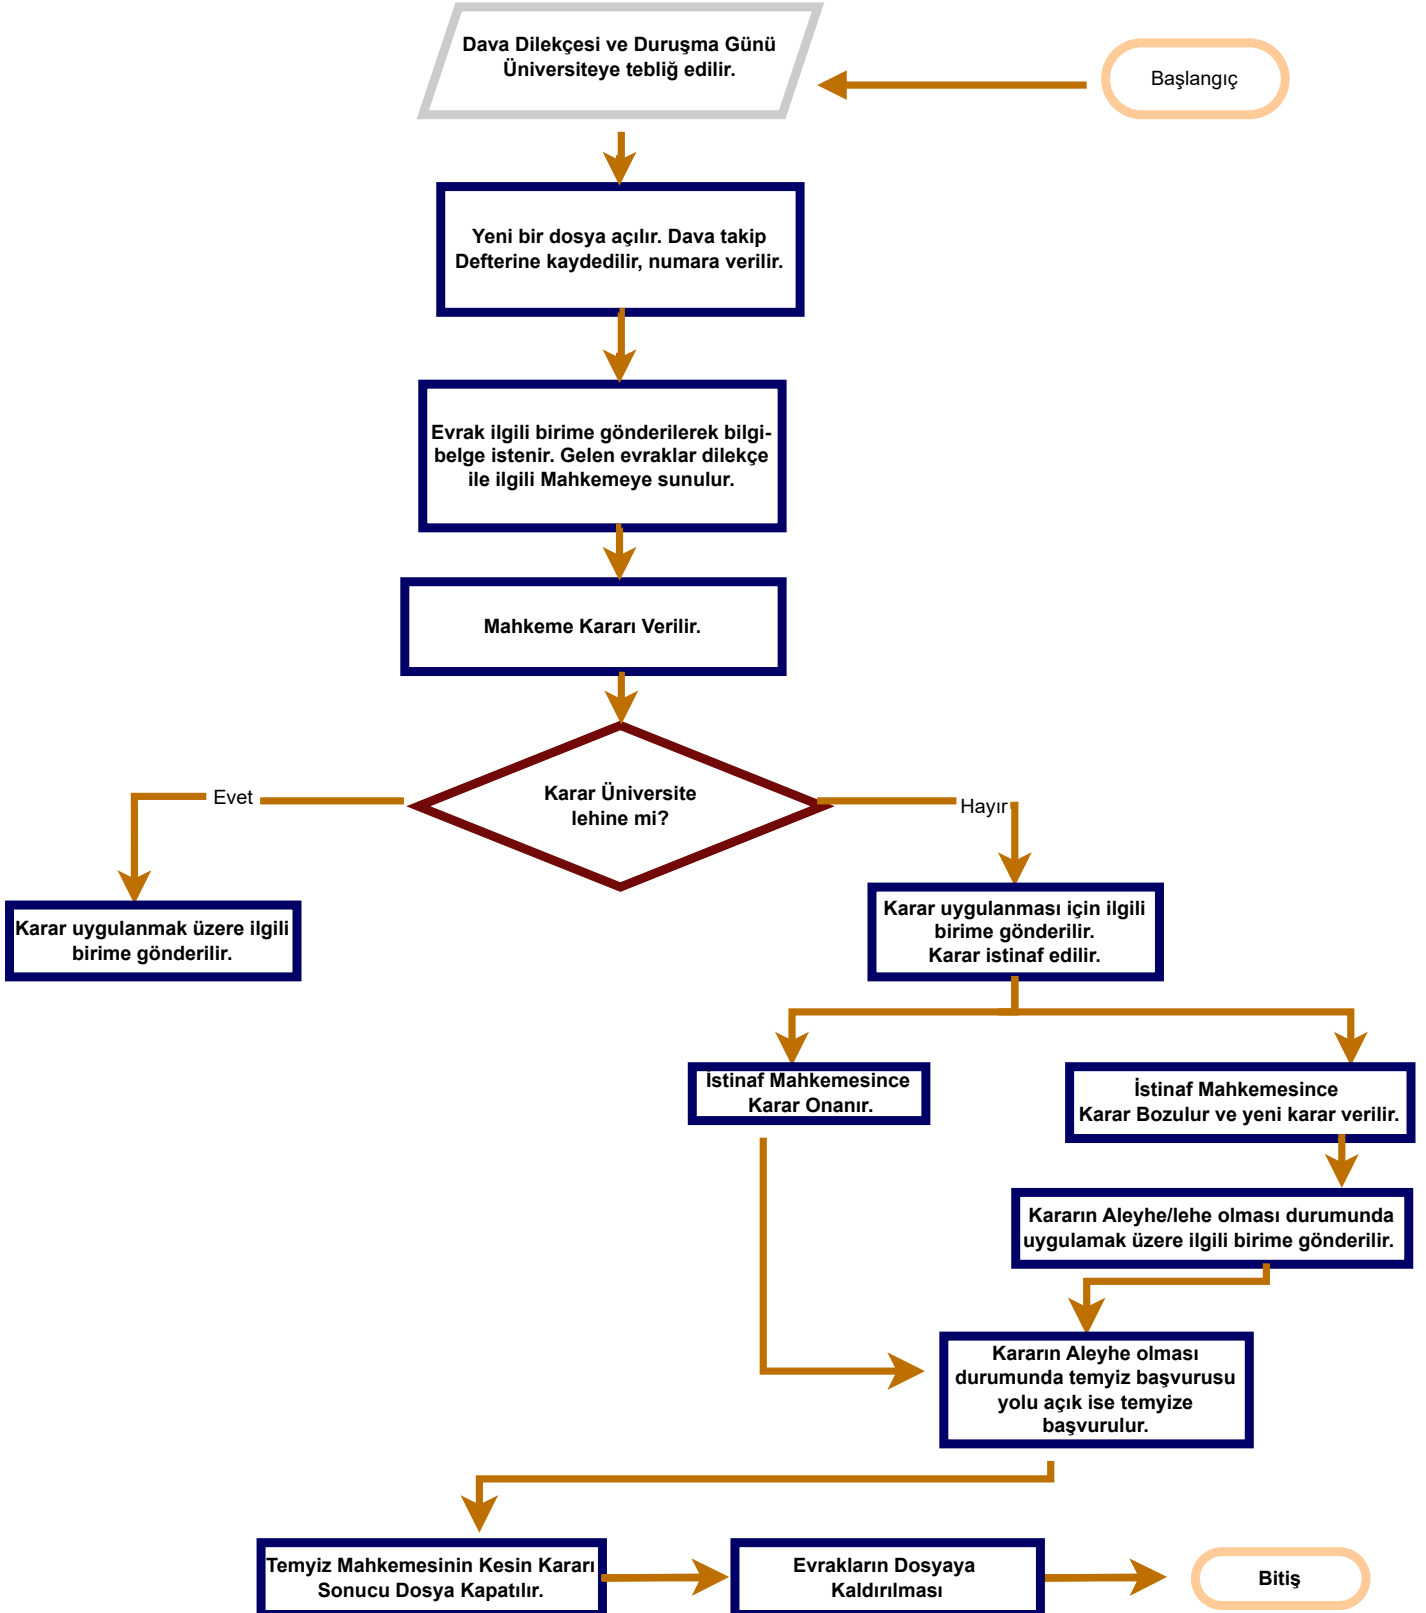 Dava Dilekçesi ve Duruşma Günü
Üniversiteye tebliğ edilir.
Başlangıç
Yeni bir dosya açılır. Dava takip
Defterine kaydedilir, numara verilir.
Evrak ilgili birime gönderilerek bilgi-
belge istenir. Gelen evraklar dilekçe
ile ilgili Mahkemeye sunulur.
Mahkeme Kararı Verilir.
Karar Üniversite
lehine mi?
Evet
Hayır
Karar uygulanmak üzere ilgili
birime gönderilir.
Karar uygulanması için ilgili
birime gönderilir.
Karar istinaf edilir.
İstinaf Mahkemesince
Karar Onanır.
İstinaf Mahkemesince
Karar Bozulur ve yeni karar verilir.
Kararın Aleyhe/lehe olması durumunda
uygulamak üzere ilgili birime gönderilir.
Kararın Aleyhe olması
durumunda temyiz başvurusu
yolu açık ise temyize
başvurulur.
Temyiz Mahkemesinin Kesin Kararı
Sonucu Dosya Kapatılır.
Evrakların Dosyaya
Kaldırılması
Bitiş